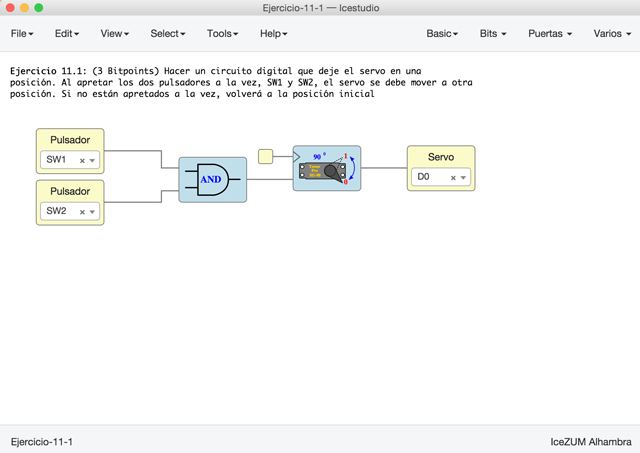 Ejercicio-11-1 — Icestudio
File Edit View Select Tools Help Basic Bits Puertas Varios
Ejercicio 11.1: (3 Bitpoints) Hacer un circuito digital que deje el servo en una
posición. Al apretar los dos pulsadores a la vez, SW1 y SW2, el servo se debe mover a otra
posición. Si no están apretados a la vez, volverá a la posición inicial
Pulsador
SW1
Pulsador
SW2
AND
90 º
1
0
Servo
D0
Ejercicio-11-1
IceZUM Alhambra